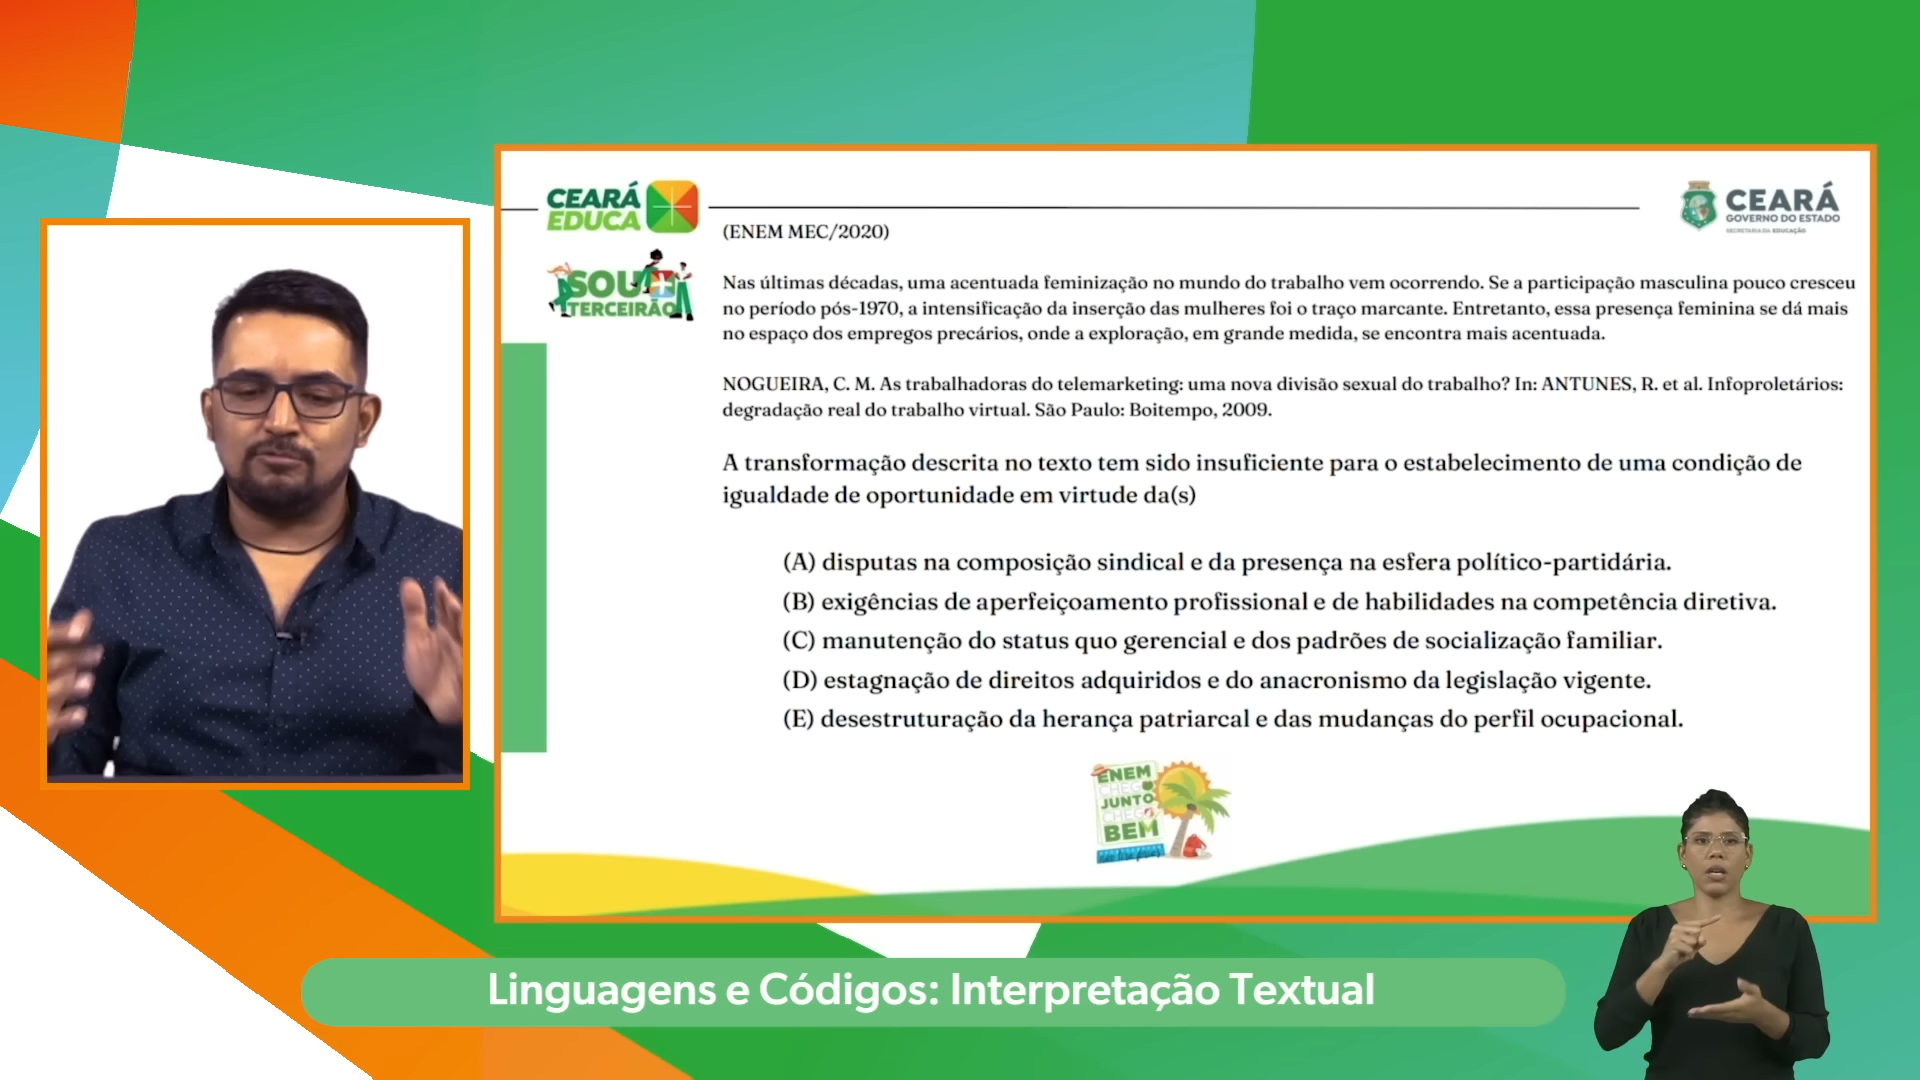 CEARÁ
EDUCA
SOU+
TERCEIRÃO
CEARÁ
GOVERNO DO ESTADO
SECRETARIA DA EDUCAÇÃO
(ENEM MEC/2020)
Nas últimas décadas, uma acentuada feminização no mundo do trabalho vem ocorrendo. Se a participação masculina pouco cresceu
no período pós-1970, a intensificação da inserção das mulheres foi o traço marcante. Entretanto, essa presença feminina se dá mais
no espaço dos empregos precários, onde a exploração, em grande medida, se encontra mais acentuada.
NOGUEIRA, C. M. As trabalhadoras do telemarketing: uma nova divisão sexual do trabalho? In: ANTUNES, R. et al. Infoproletários:
degradação real do trabalho virtual. São Paulo: Boitempo, 2009.
A transformação descrita no texto tem sido insuficiente para o estabelecimento de uma condição de
igualdade de oportunidade em virtude da(s)
(A) disputas na composição sindical e da presença na esfera político-partidária.
(B) exigências de aperfeiçoamento profissional e de habilidades na competência diretiva.
(C) manutenção do status quo gerencial e dos padrões de socialização familiar.
(D) estagnação de direitos adquiridos e do anacronismo da legislação vigente.
(E) desestruturação da herança patriarcal e das mudanças do perfil ocupacional.
ENEM
CHEGO
JUNTO
CHEGO
BEM
Linguagens e Códigos: Interpretação Textual